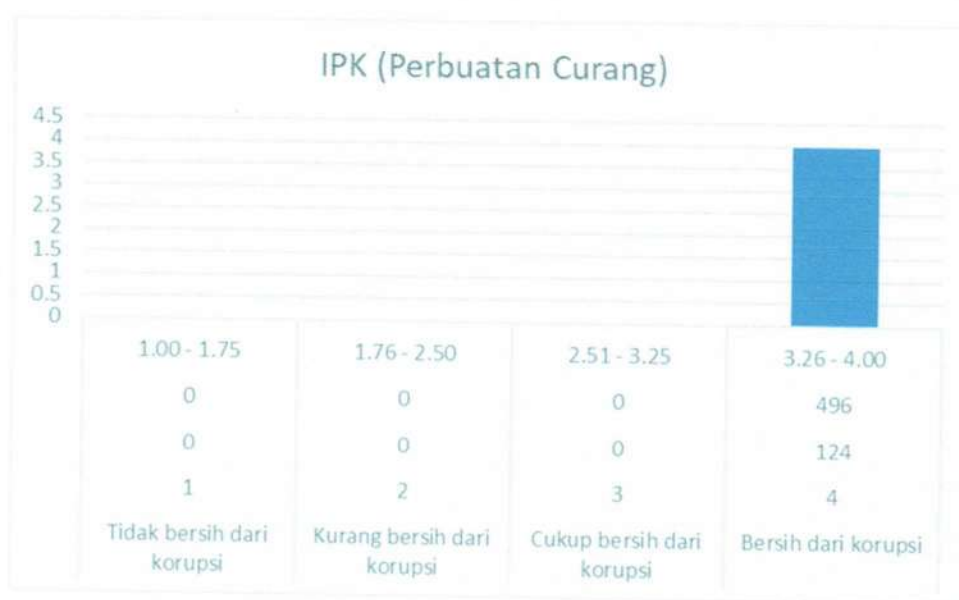 IPK (Perbuatan Curang)
4.5
4
3.5
3
2.5
2
1.5
1
0.5
0
1.00 - 1.75 1.76 - 2.50 2.51 - 3.25 3.26 - 4.00
0 0 0 496
0 0 0 124
1 2 3 4
Tidak bersih dari korupsi Kurang bersih dari korupsi Cukup bersih dari korupsi Bersih dari korupsi